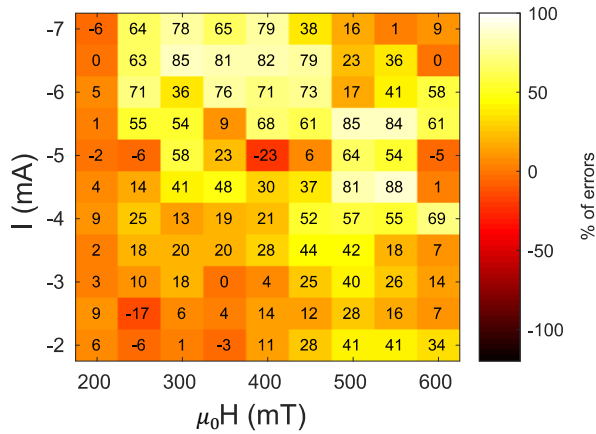 -7 -6 64 78 65 79 38 16 1 9 100
0 63 85 81 82 79 23 36 0
-6 5 71 36 76 71 73 17 41 58 50
1 55 54 9 68 61 85 84 61
-5 -2 -6 58 23 -23 6 64 54 -5 0
4 14 41 48 30 37 81 88 1
-4 9 25 13 19 21 52 57 55 69
2 18 20 20 28 44 42 18 7 -50
-3 3 10 18 0 4 25 40 26 14
9 -17 6 4 14 12 28 16 7 -100
-2 6 -6 1 -3 11 28 41 41 34
200 300 400 500 600
I (mA)
μ0H (mT)
% of errors